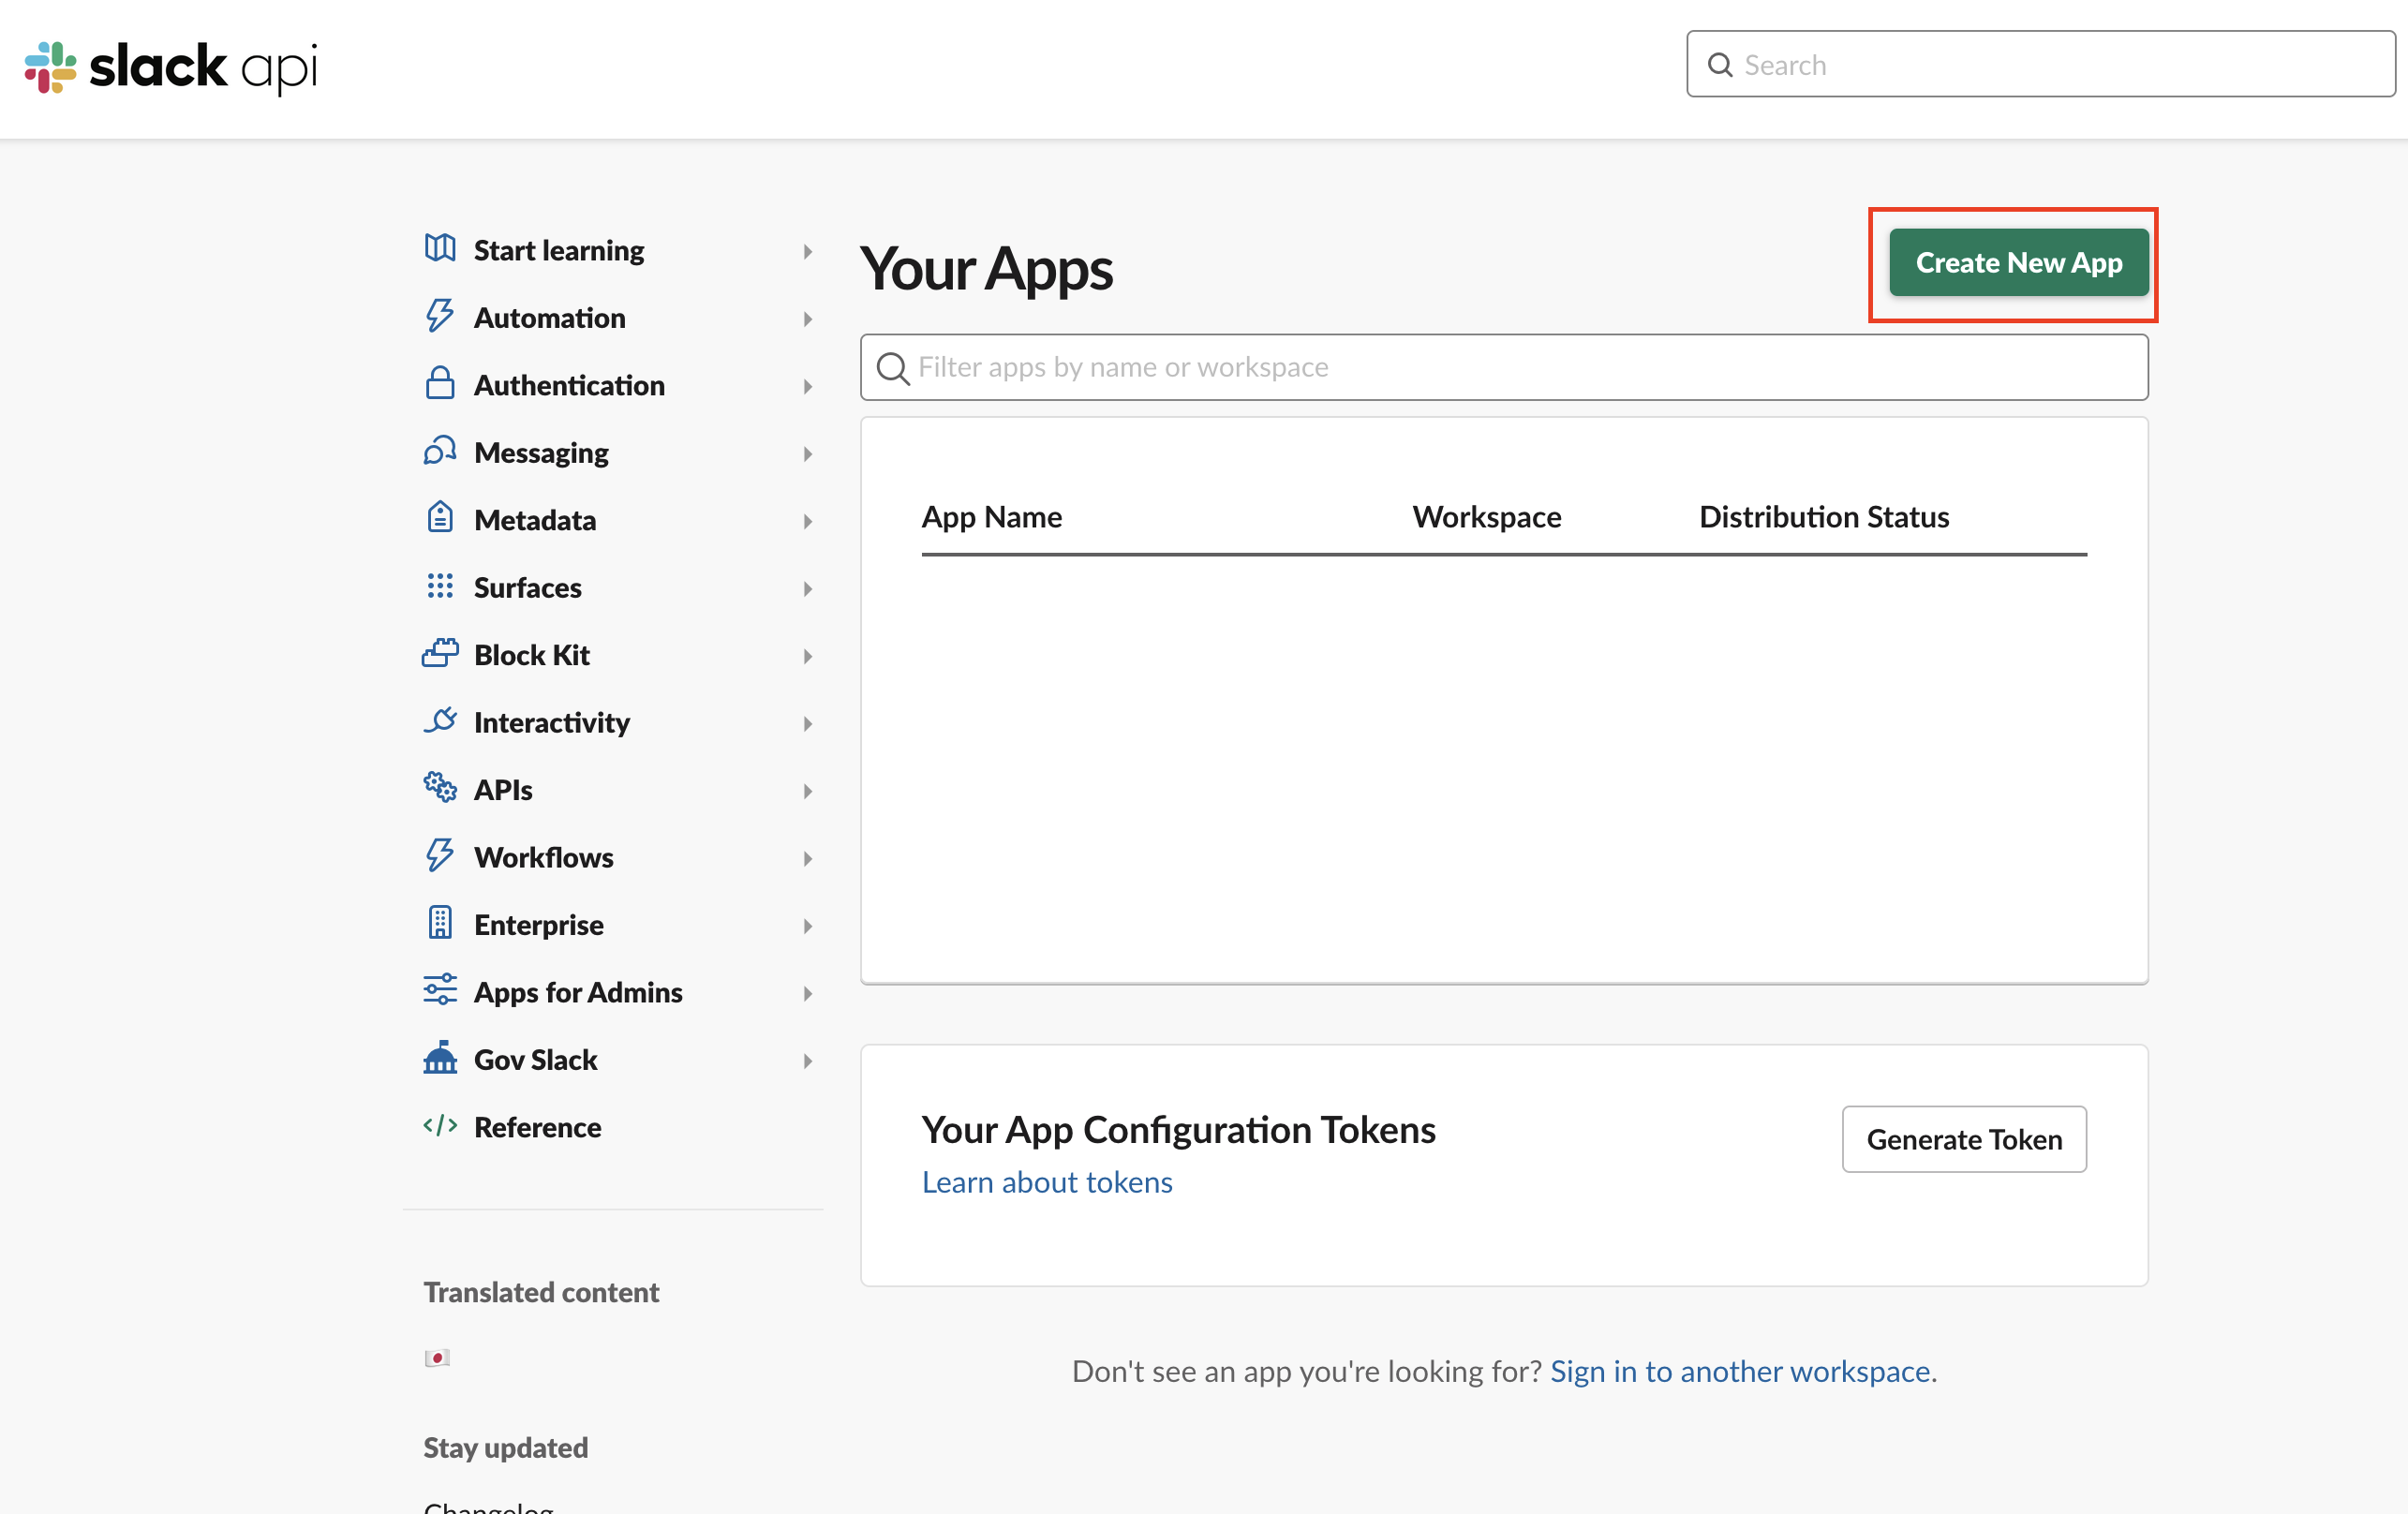 slack api
Search
Start learning
Automation
Authentication
Messaging
Metadata
Surfaces
Block Kit
Interactivity
APIs
Workflows
Enterprise
Apps for Admins
Gov Slack
Reference
Translated content
Stay updated
Changelog
Your Apps
Create New App
Filter apps by name or workspace
App Name Workspace Distribution Status
Your App Configuration Tokens
Generate Token
Learn about tokens
Don't see an app you're looking for? Sign in to another workspace.